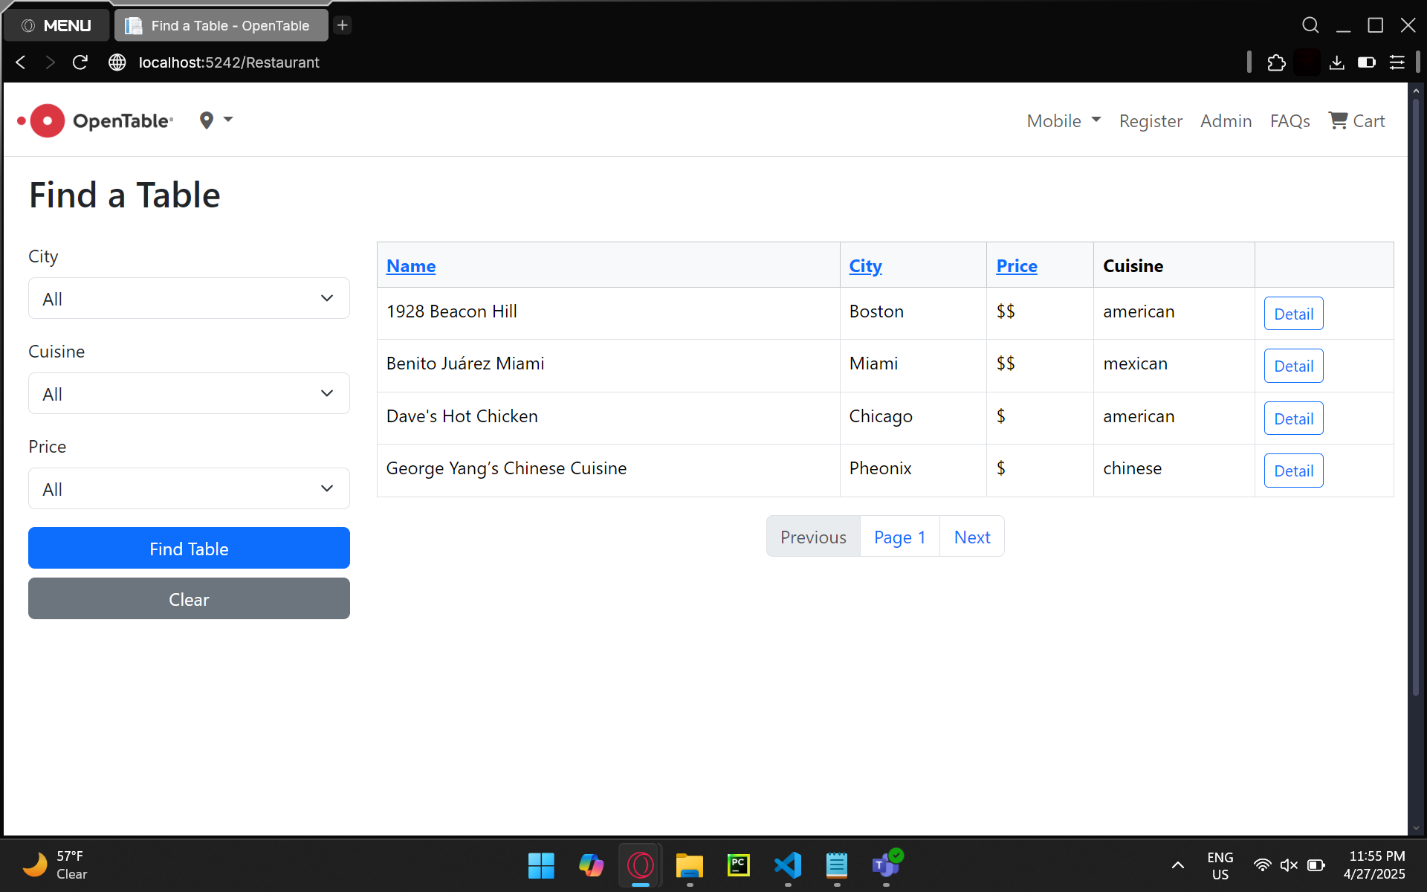 MENU
Find a Table - OpenTable
localhost:5242/Restaurant
OpenTable
Mobile
Register
Admin
FAQs
Cart
Find a Table
City
All
Cuisine
All
Price
All
Find Table
Clear
Name City Price Cuisine
1928 Beacon Hill Boston $$ american Detail
Benito Juárez Miami Miami $$ mexican Detail
Dave's Hot Chicken Chicago $ american Detail
George Yang’s Chinese Cuisine Pheonix $ chinese Detail
Previous Page 1 Next
57°F
Clear
PC
ENG
US
11:55 PM
4/27/2025